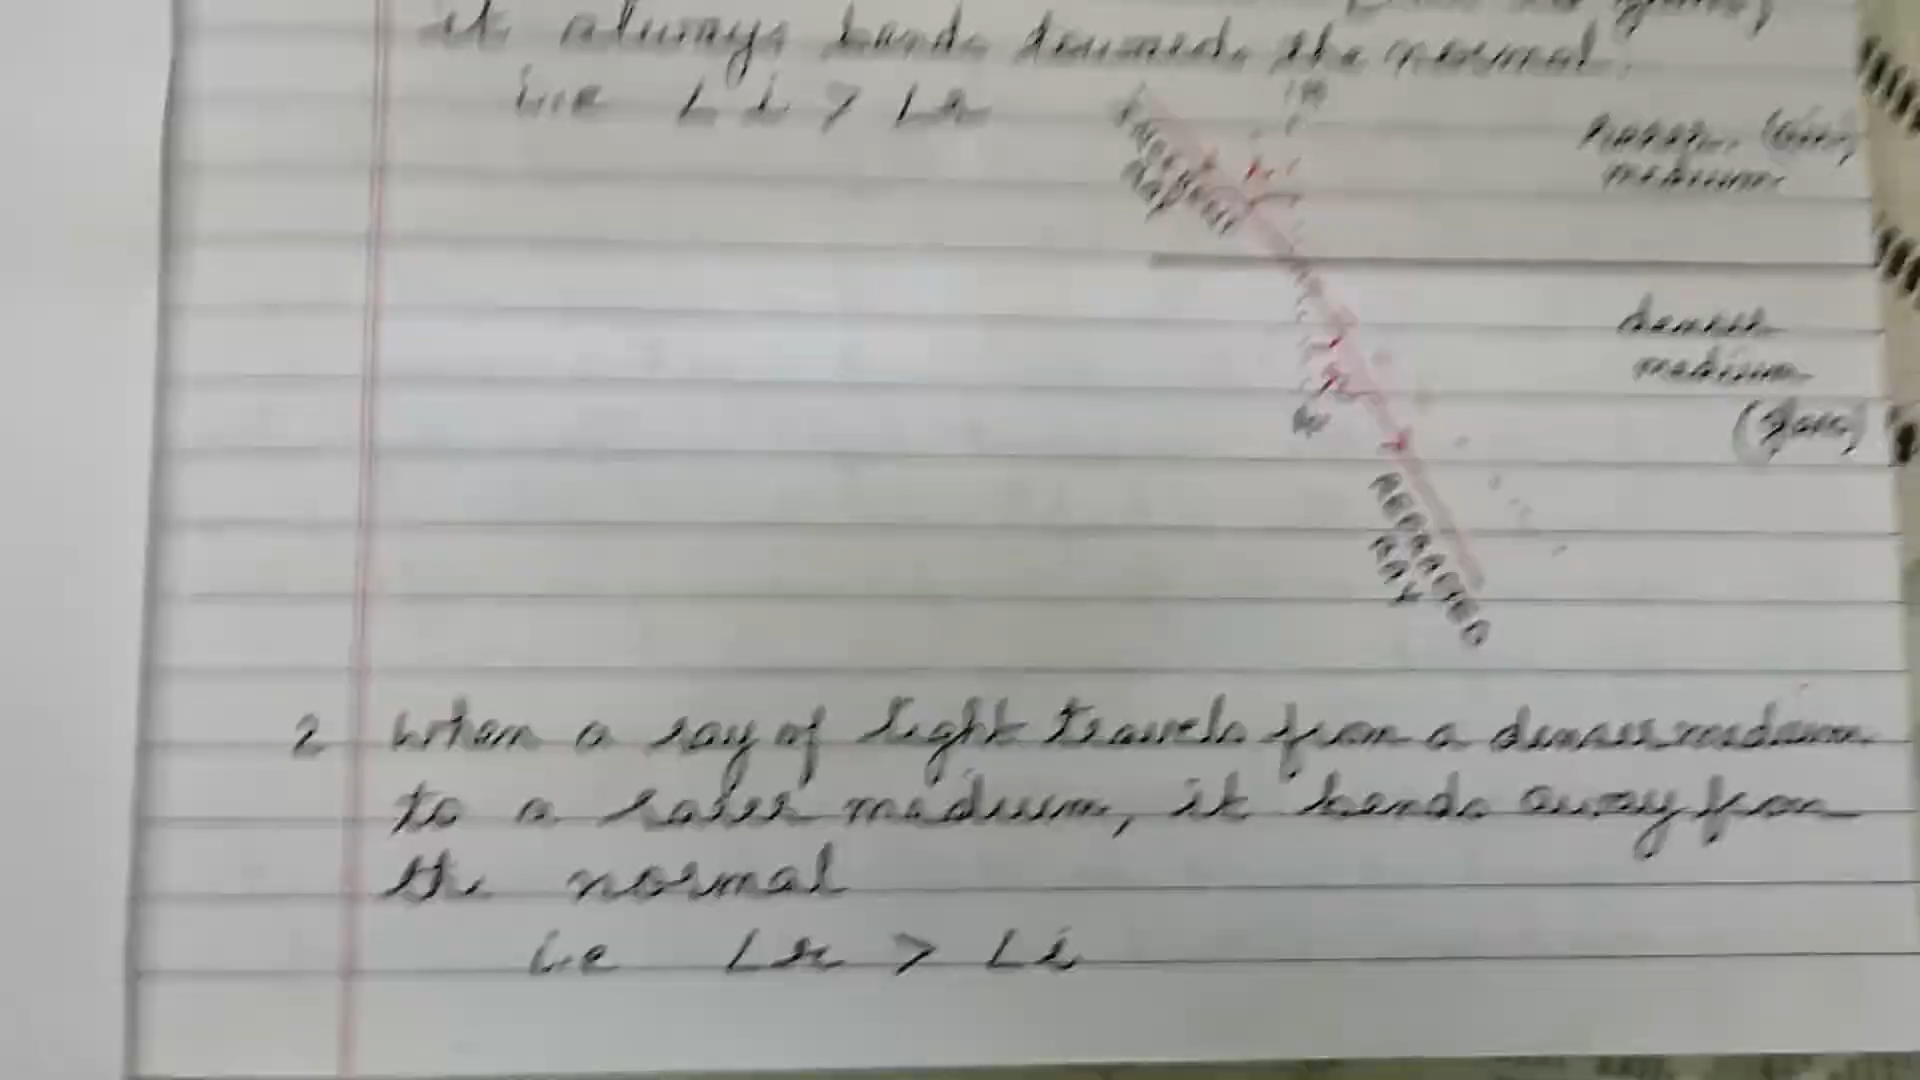 it always bends towards the normal.
i.e ∠i > ∠r
Rarer (air)
medium
INCIDENT
RAY
denser
medium
(glass)
REFRACTED
RAY
2 When a ray of light travels from a denser medium
to a rarer medium, it bends away from
the normal
i.e ∠r > ∠i